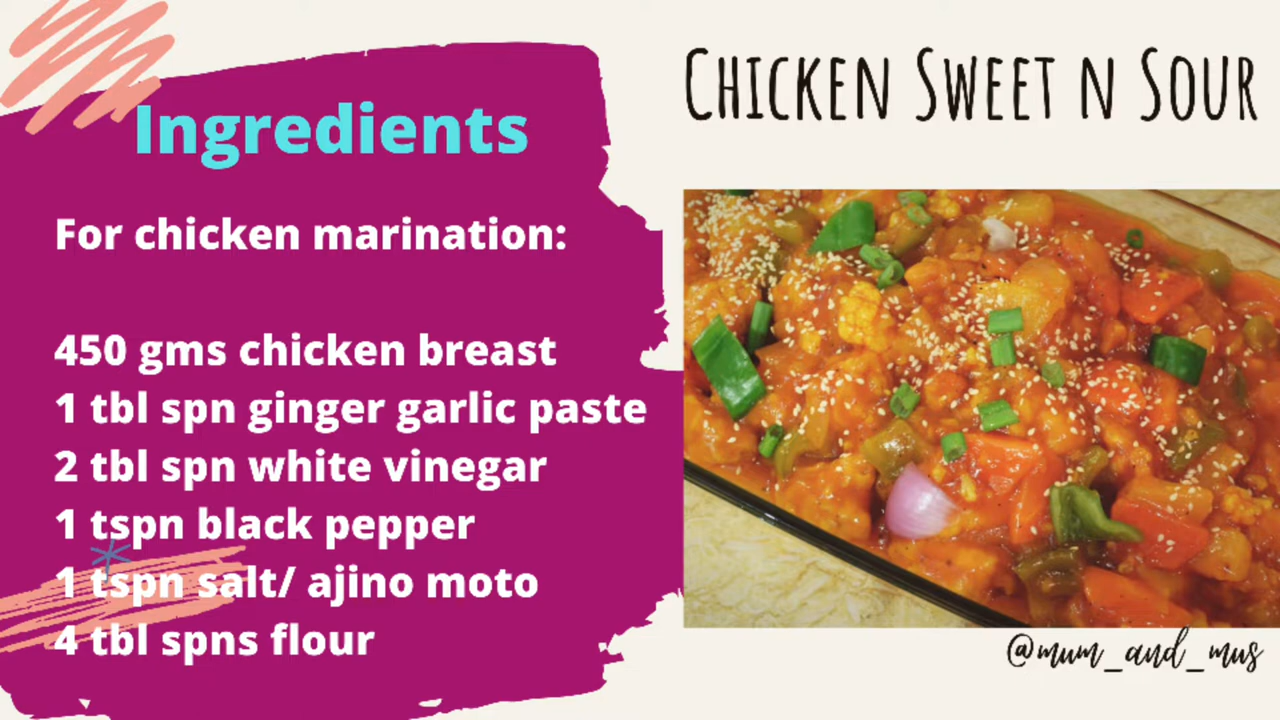 Ingredients
For chicken marination:
450 gms chicken breast
1 tbl spn ginger garlic paste
2 tbl spn white vinegar
1 tspn black pepper
1 tspn salt/ ajino moto
4 tbl spns flour
Chicken Sweet n Sour
@mum_and_mus